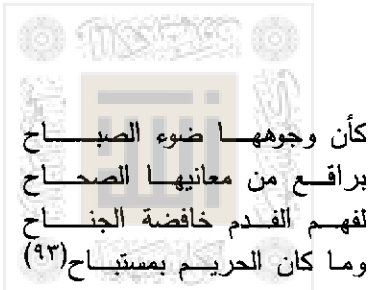 كأن وجوهها ضوء الصباح
براقع من معانيها الصحاح
لفهم الفدم خافضة الجناح
وما كان الحريم بمستباح(٩٣)